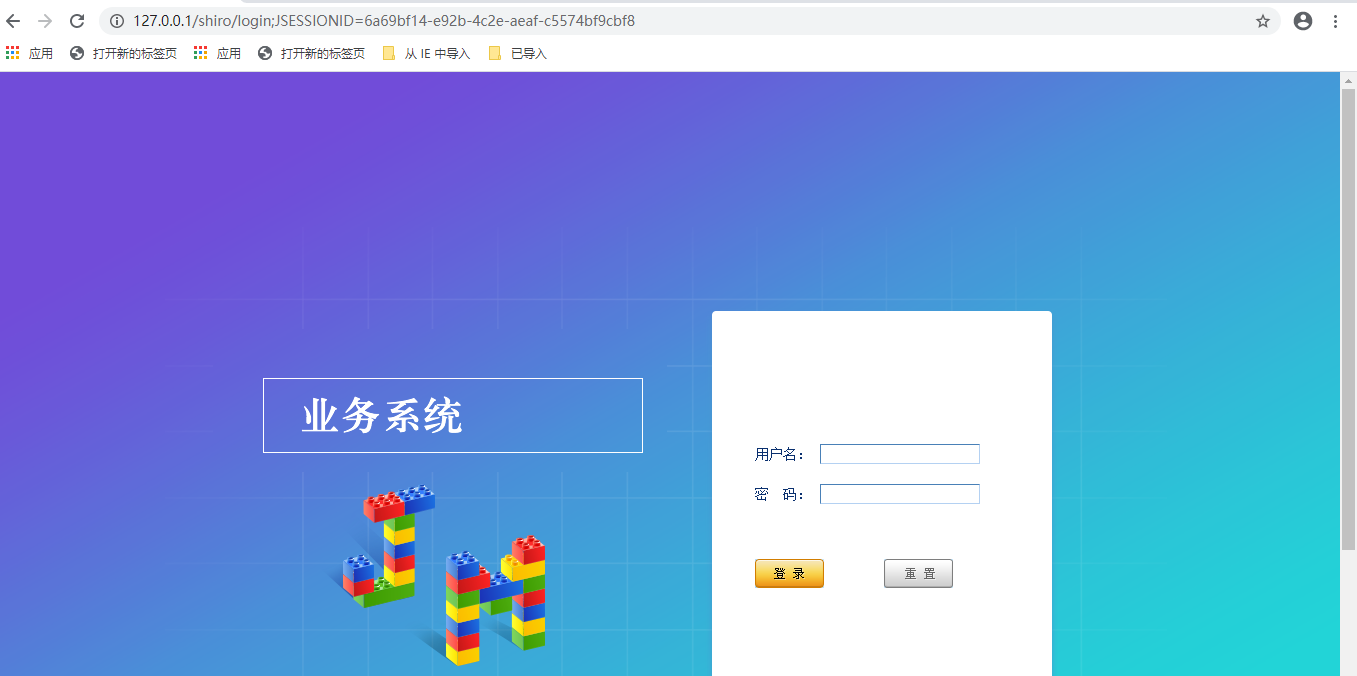 127.0.0.1/shiro/login;JSESSIONID=6a69bf14-e92b-4c2e-aeaf-c5574bf9cbf8
应用 打开新的标签页 应用 打开新的标签页 从 IE 中导入 已导入
业务系统
JM
用户名：
密 码：
登 录 重 置